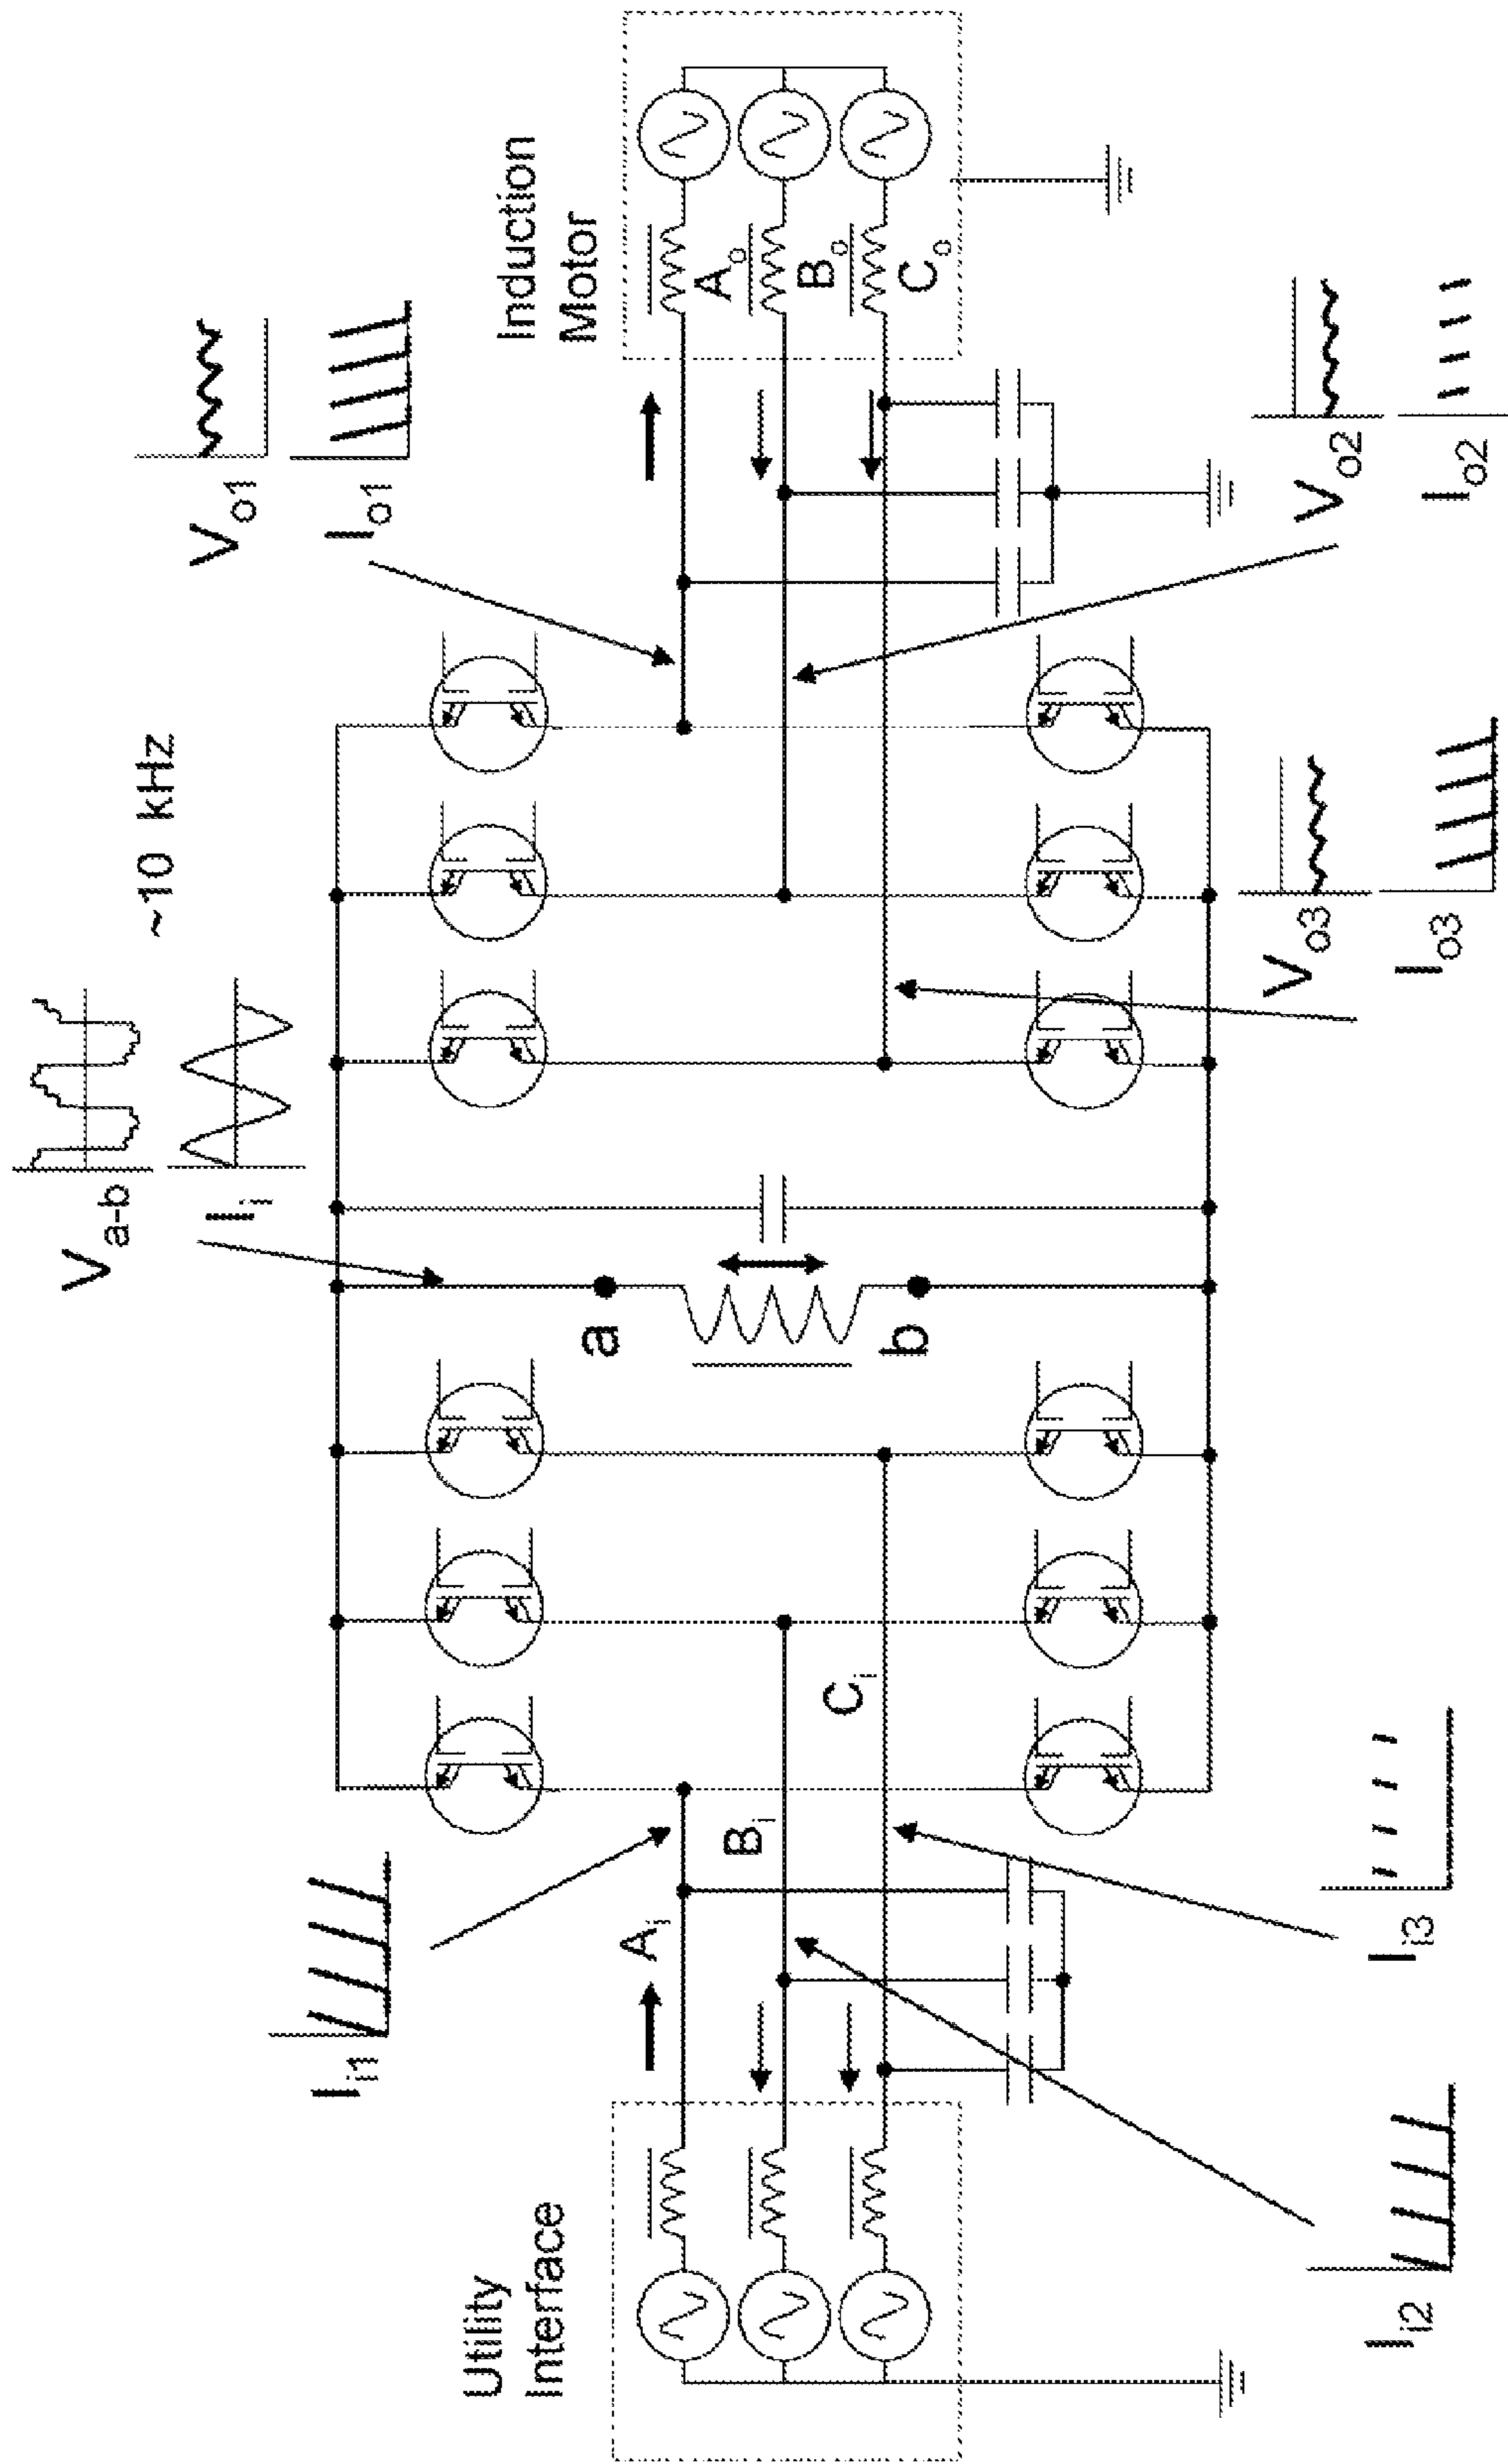 V_a-b
I_i
~10 kHz
V_o1
I_o1
Induction
Motor
A_o
B_o
C_o
I_i1
A_i
B_i
C_i
a
b
Utility
Interface
I_i2
I_i3
V_o3
I_o3
V_o2
I_o2